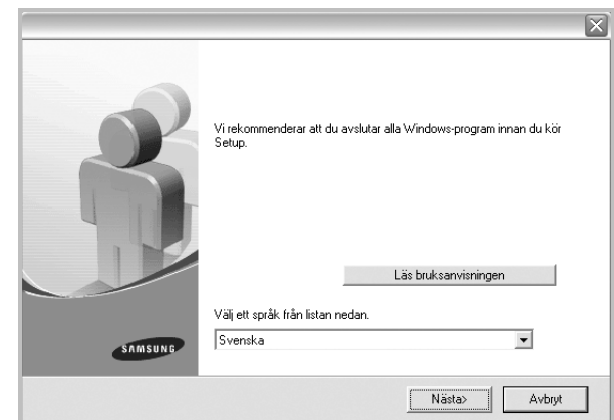 Vi rekommenderar att du avslutar alla Windows-program innan du kör
Setup.
Läs bruksanvisningen
Välj ett språk från listan nedan.
Svenska
SAMSUNG
Nästa>
Avbryt